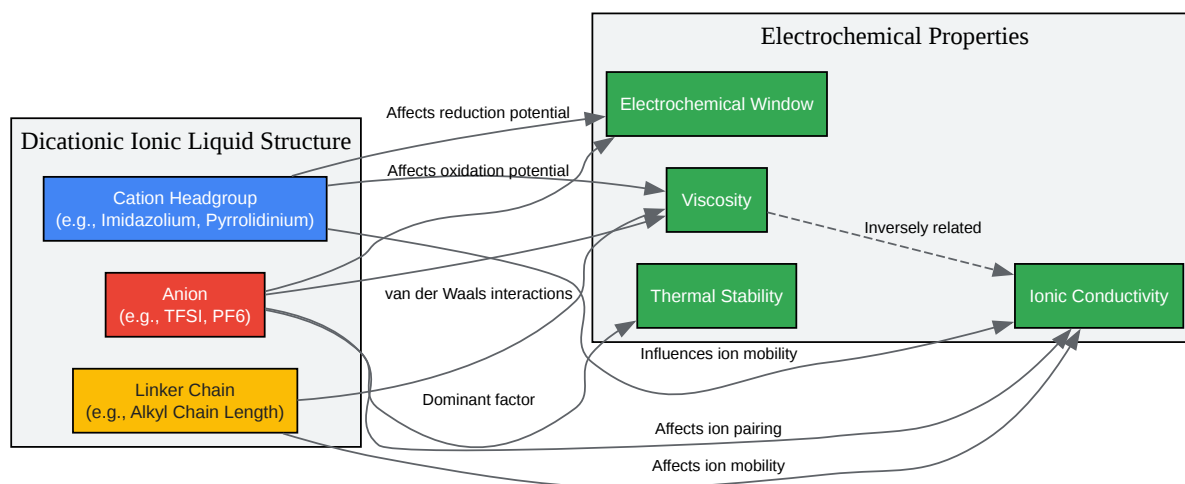 Electrochemical Properties
Electrochemical Window
Affects reduction potential
Dicationic Ionic Liquid Structure
Affects oxidation potential
Cation Headgroup
(e.g., Imidazolium, Pyrrolidinium)
Viscosity
Inversely related
Anion
(e.g., TFSI, PF6)
van der Waals interactions
Thermal Stability
Ionic Conductivity
Influences ion mobility
Linker Chain
(e.g., Alkyl Chain Length)
Dominant factor
Affects ion pairing
Affects ion mobility